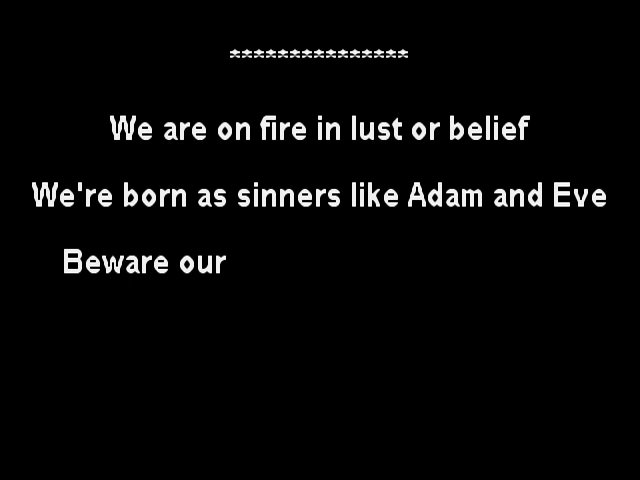 ***************
We are on fire in lust or belief
We're born as sinners like Adam and Eve
Beware our